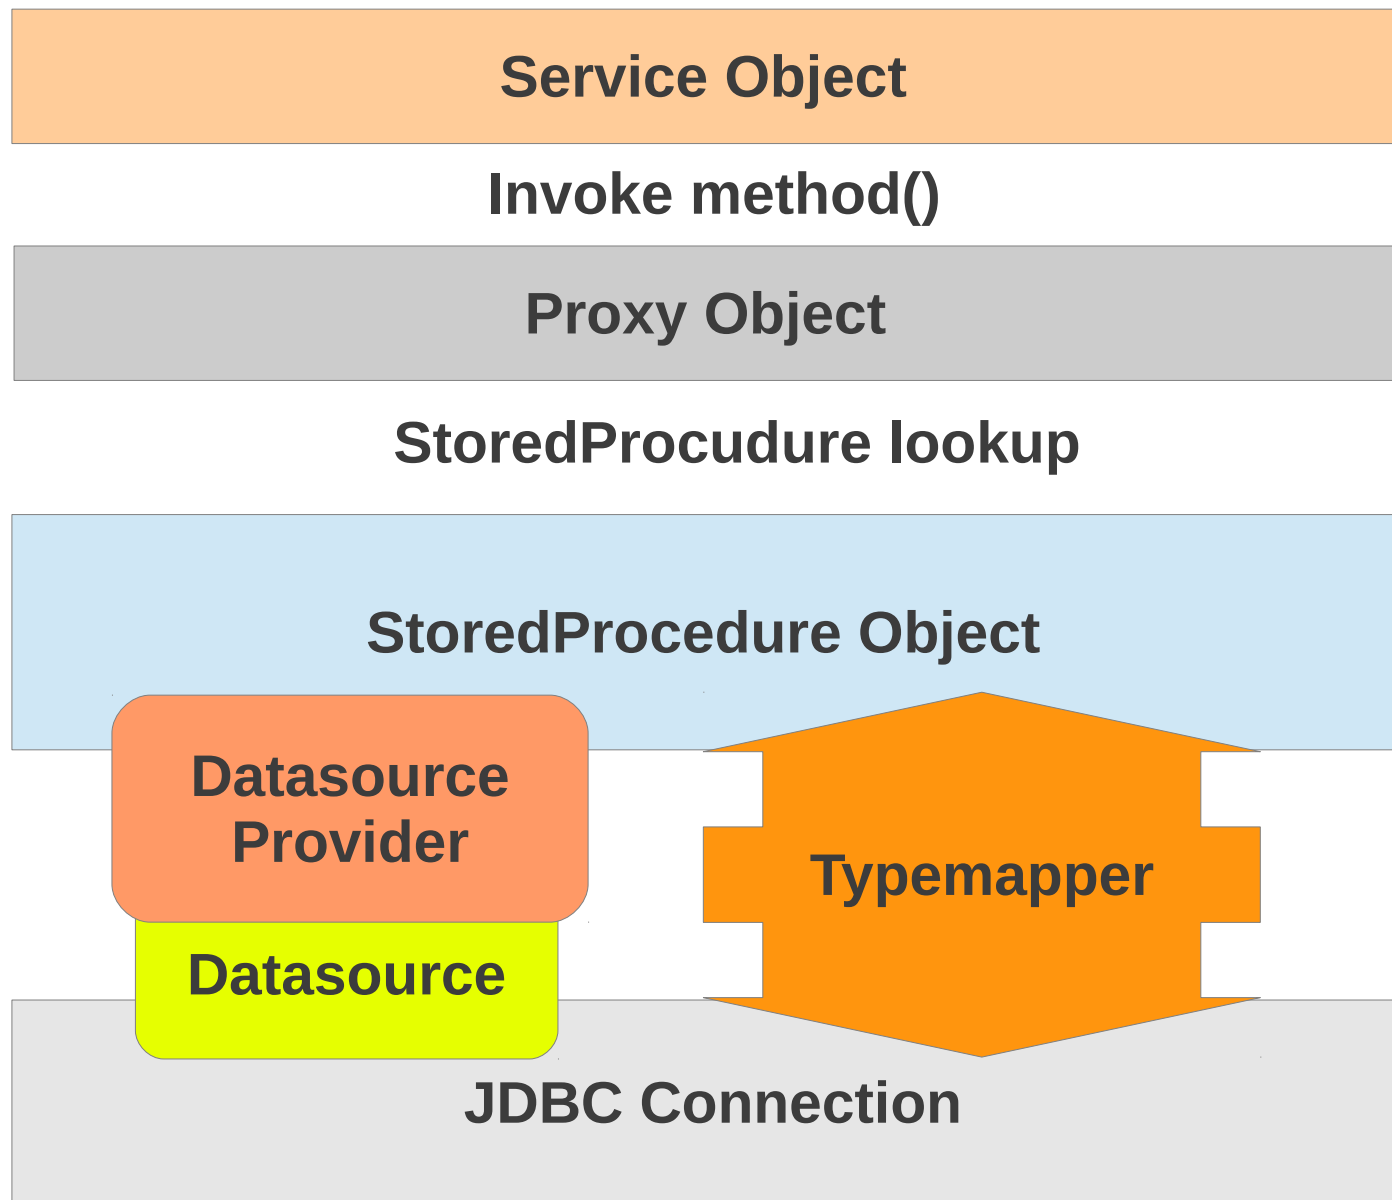 Service Object
Invoke method()
Proxy Object
StoredProcudure lookup
StoredProcedure Object
Datasource
Provider
Typemapper
Datasource
JDBC Connection